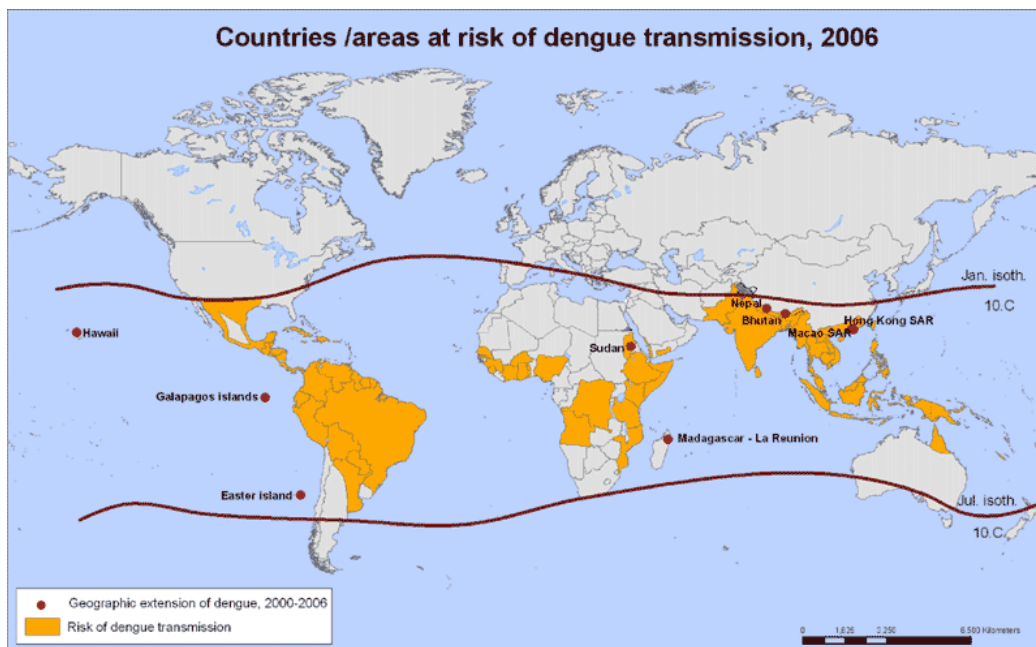 Countries /areas at risk of dengue transmission, 2006
Jan. isoth.
10.C
Nepal
Bhutan
Hong Kong SAR
Macao SAR
Hawaii
Sudan
Galapagos islands
Madagascar - La Reunion
Easter island
Jul. isoth.
10.C
Geographic extension of dengue, 2000-2006
Risk of dengue transmission
0 1,625 3,250 6,500 Kilometers